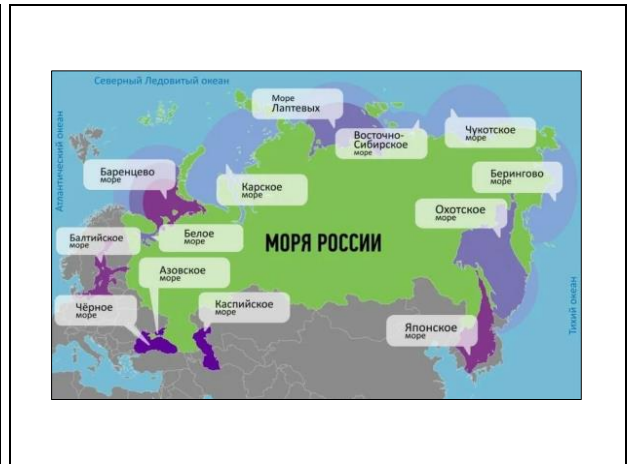 Северный Ледовитый океан
Атлантический океан
Море
Лаптевых
Восточно-
Сибирское
море
Чукотское
море
Баренцево
море
Карское
море
Берингово
море
Охотское
море
Балтийское
море
Белое
море
МОРЯ РОССИИ
Азовское
море
Чёрное
море
Каспийское
море
Японское
море
Тихий океан